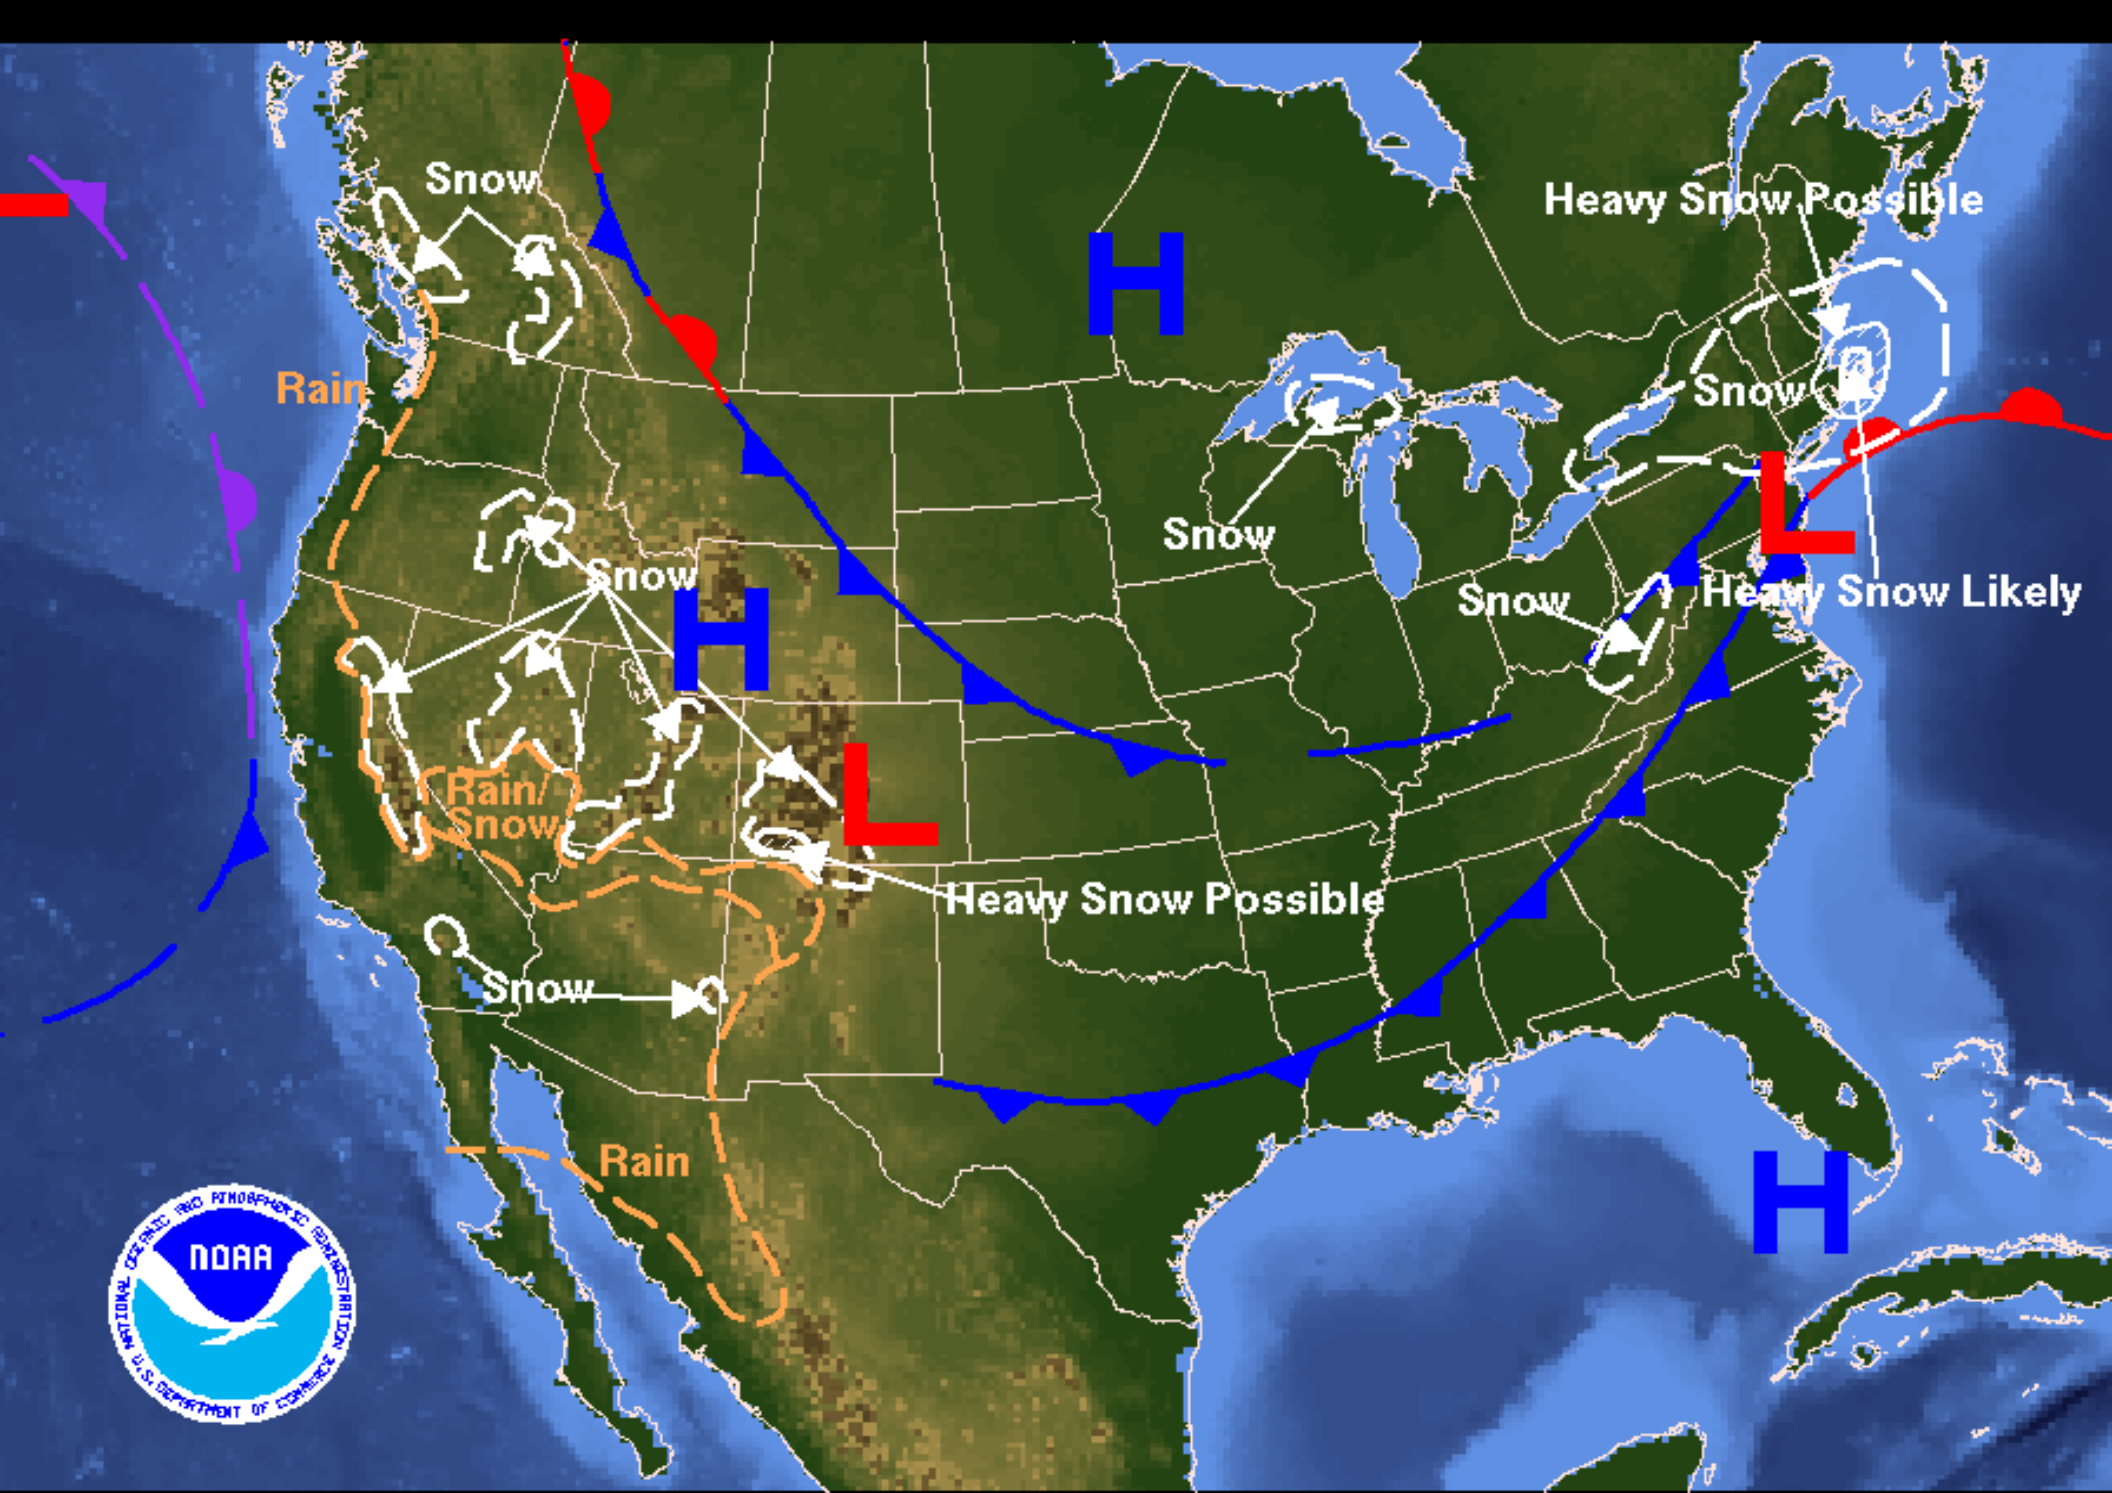 Snow
Heavy Snow Possible
Rain
Snow
H
Snow
Snow
Snow
Heavy Snow Likely
L
H
Rain/
Snow
L
Heavy Snow Possible
Snow
Rain
H
NOAA
NATIONAL OCEANIC AND ATMOSPHERIC ADMINISTRATION
U.S. DEPARTMENT OF COMMERCE